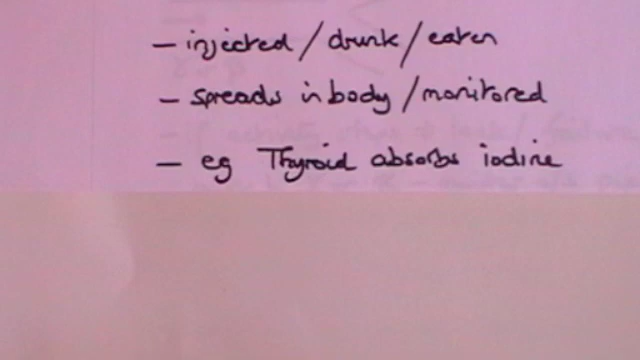 – injected / drunk / eaten
– spreads in body / monitored
– eg Thyroid absorbs iodine